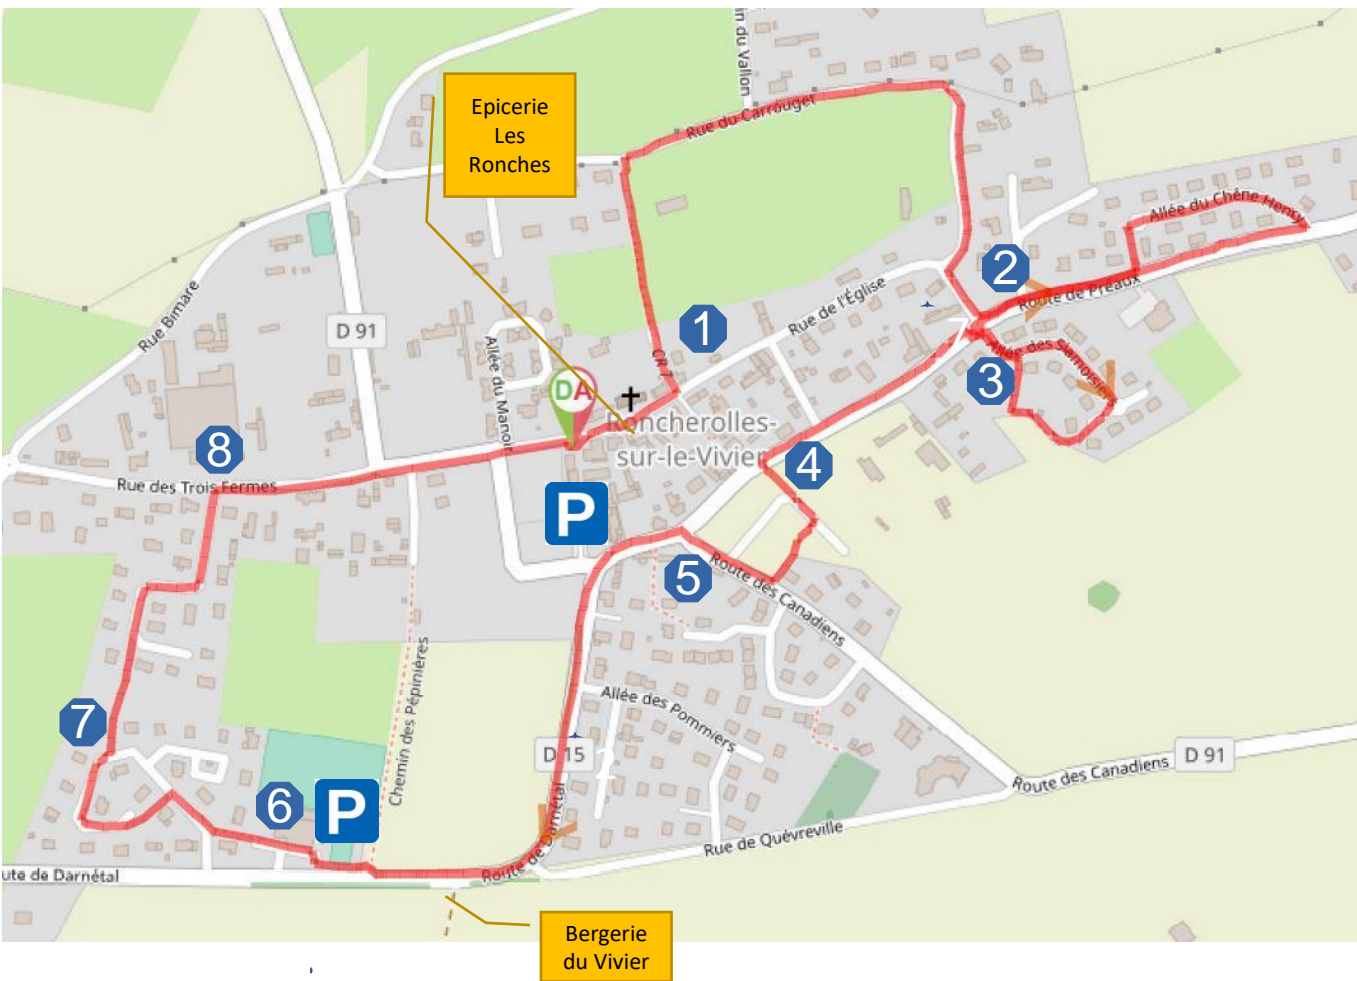 in du Vallon
Epicerie
Les
Ronches
Rue du Carrouget
Allée du Chêne Henry
2
Route de Préaux
Rue Bimare
D 91
1
Rue de l'Église
Allée du Manoir
CR 7
Allée des Siamoisiers
3
DA
Roncherolles-
sur-le-Vivier
8
4
Rue des Trois Fermes
P
5
Route des Canadiens
Chemin des Pépinières
Allée des Pommiers
7
D 15
D 91
Route des Canadiens
6
P
Rue de Quévreville
Route de Darnétal
ute de Darnétal
Bergerie
du Vivier